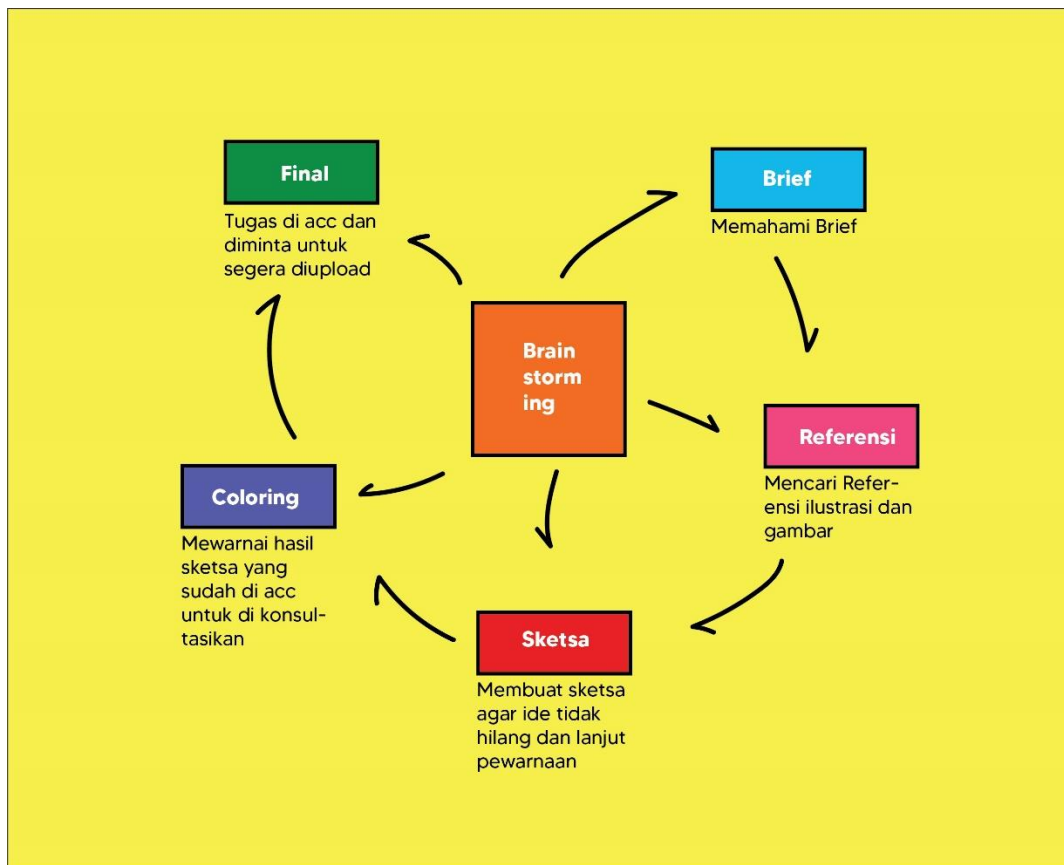 Brain
storm
ing
Brief
Memahami Brief
Referensi
Mencari Refer-
ensi ilustrasi dan
gambar
Sketsa
Membuat sketsa
agar ide tidak
hilang dan lanjut
pewarnaan
Coloring
Mewarnai hasil
sketsa yang
sudah di acc
untuk di konsul-
tasikan
Final
Tugas di acc dan
diminta untuk
segera diupload